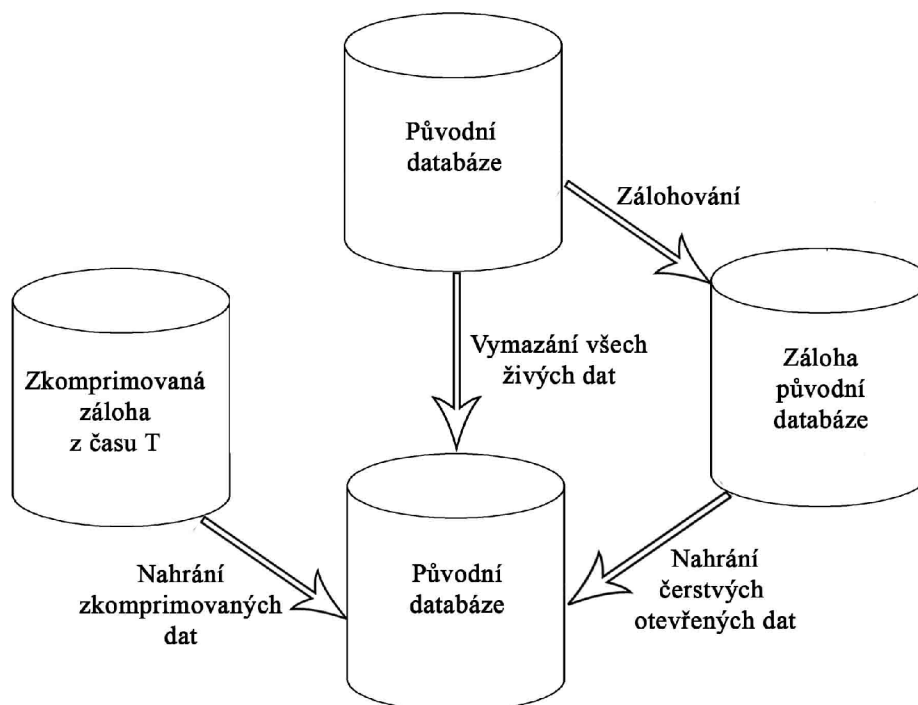 Původní
databáze
Zálohování
Vymazání všech
živých dat
Zkomprimovaná
záloha
z času T
Záloha
původní
databáze
Nahrání
zkomprimovaných
dat
Původní
databáze
Nahrání
čerstvých
otevřených dat